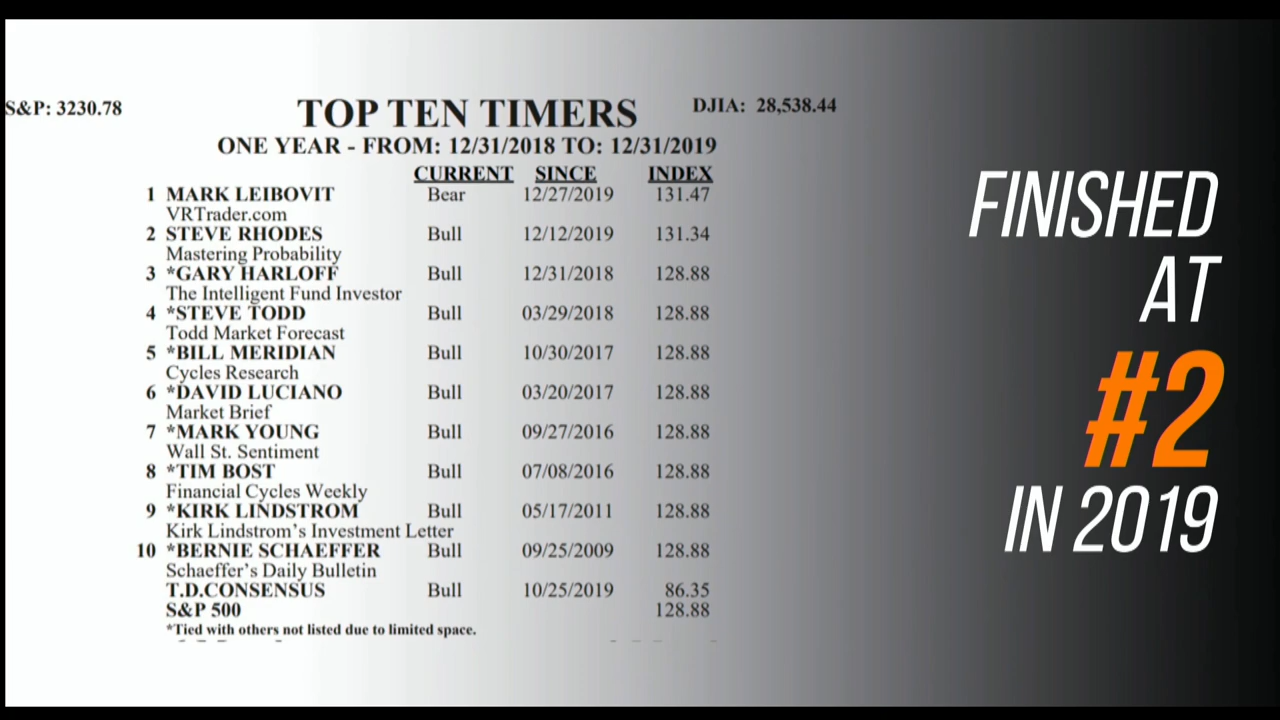 S&P: 3230.78
TOP TEN TIMERS
DJIA: 28,538.44
ONE YEAR - FROM: 12/31/2018 TO: 12/31/2019
CURRENT SINCE INDEX
1 MARK LEIBOVIT Bear 12/27/2019 131.47
VRTrader.com
2 STEVE RHODES Bull 12/12/2019 131.34
Mastering Probability
3 *GARY HARLOFF Bull 12/31/2018 128.88
The Intelligent Fund Investor
4 *STEVE TODD Bull 03/29/2018 128.88
Todd Market Forecast
5 *BILL MERIDIAN Bull 10/30/2017 128.88
Cycles Research
6 *DAVID LUCIANO Bull 03/20/2017 128.88
Market Brief
7 *MARK YOUNG Bull 09/27/2016 128.88
Wall St. Sentiment
8 *TIM BOST Bull 07/08/2016 128.88
Financial Cycles Weekly
9 *KIRK LINDSTROM Bull 05/17/2011 128.88
Kirk Lindstrom's Investment Letter
10 *BERNIE SCHAEFFER Bull 09/25/2009 128.88
Schaeffer's Daily Bulletin
T.D.CONSENSUS Bull 10/25/2019 86.35
S&P 500 128.88
*Tied with others not listed due to limited space.
FINISHED
AT
#2
IN 2019